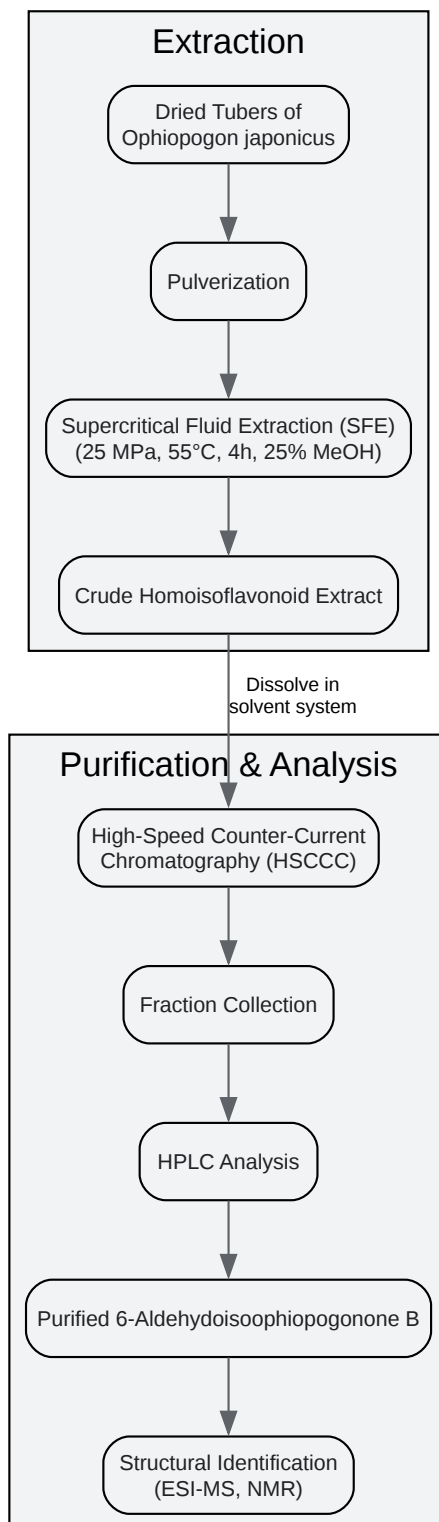 Extraction
Dried Tubers of
Ophiopogon japonicus
Pulverization
Supercritical Fluid Extraction (SFE)
(25 MPa, 55°C, 4h, 25% MeOH)
Crude Homoisoflavonoid Extract
Dissolve in
solvent system
Purification & Analysis
High-Speed Counter-Current
Chromatography (HSCCC)
Fraction Collection
HPLC Analysis
Purified 6-Aldehydoisoophiopogonone B
Structural Identification
(ESI-MS, NMR)